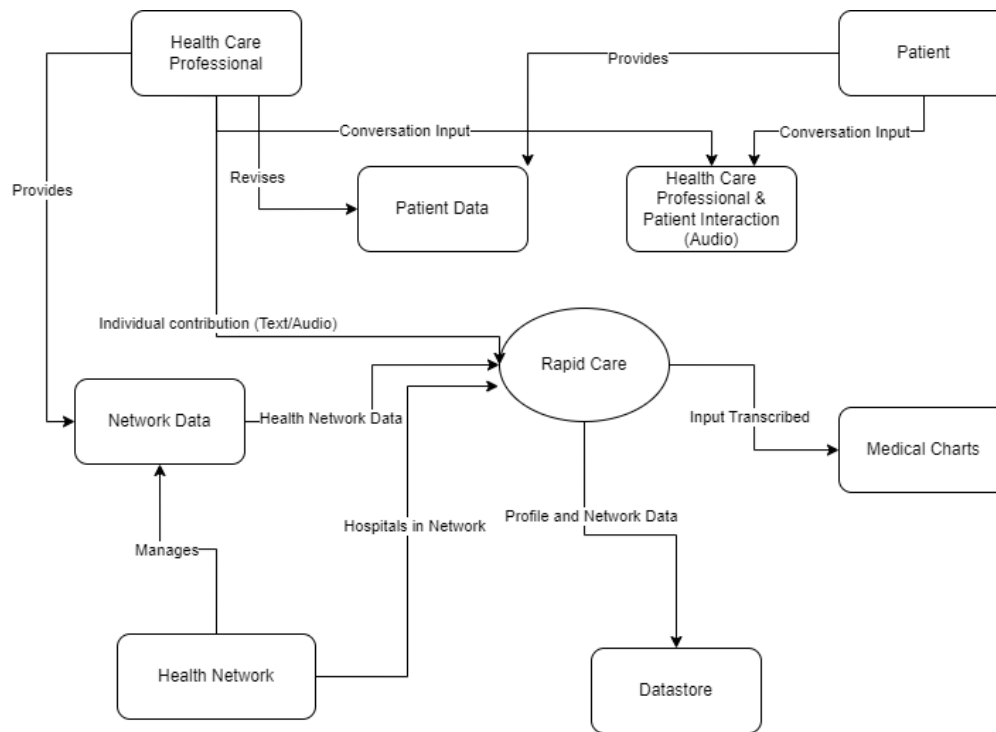 Health Care
Professional
Patient
Provides
Conversation Input
Conversation Input
Provides
Revises
Patient Data
Health Care
Professional &
Patient Interaction
(Audio)
Individual contribution (Text/Audio)
Rapid Care
Network Data
Health Network Data
Input Transcribed
Medical Charts
Hospitals in Network
Profile and Network Data
Manages
Health Network
Datastore